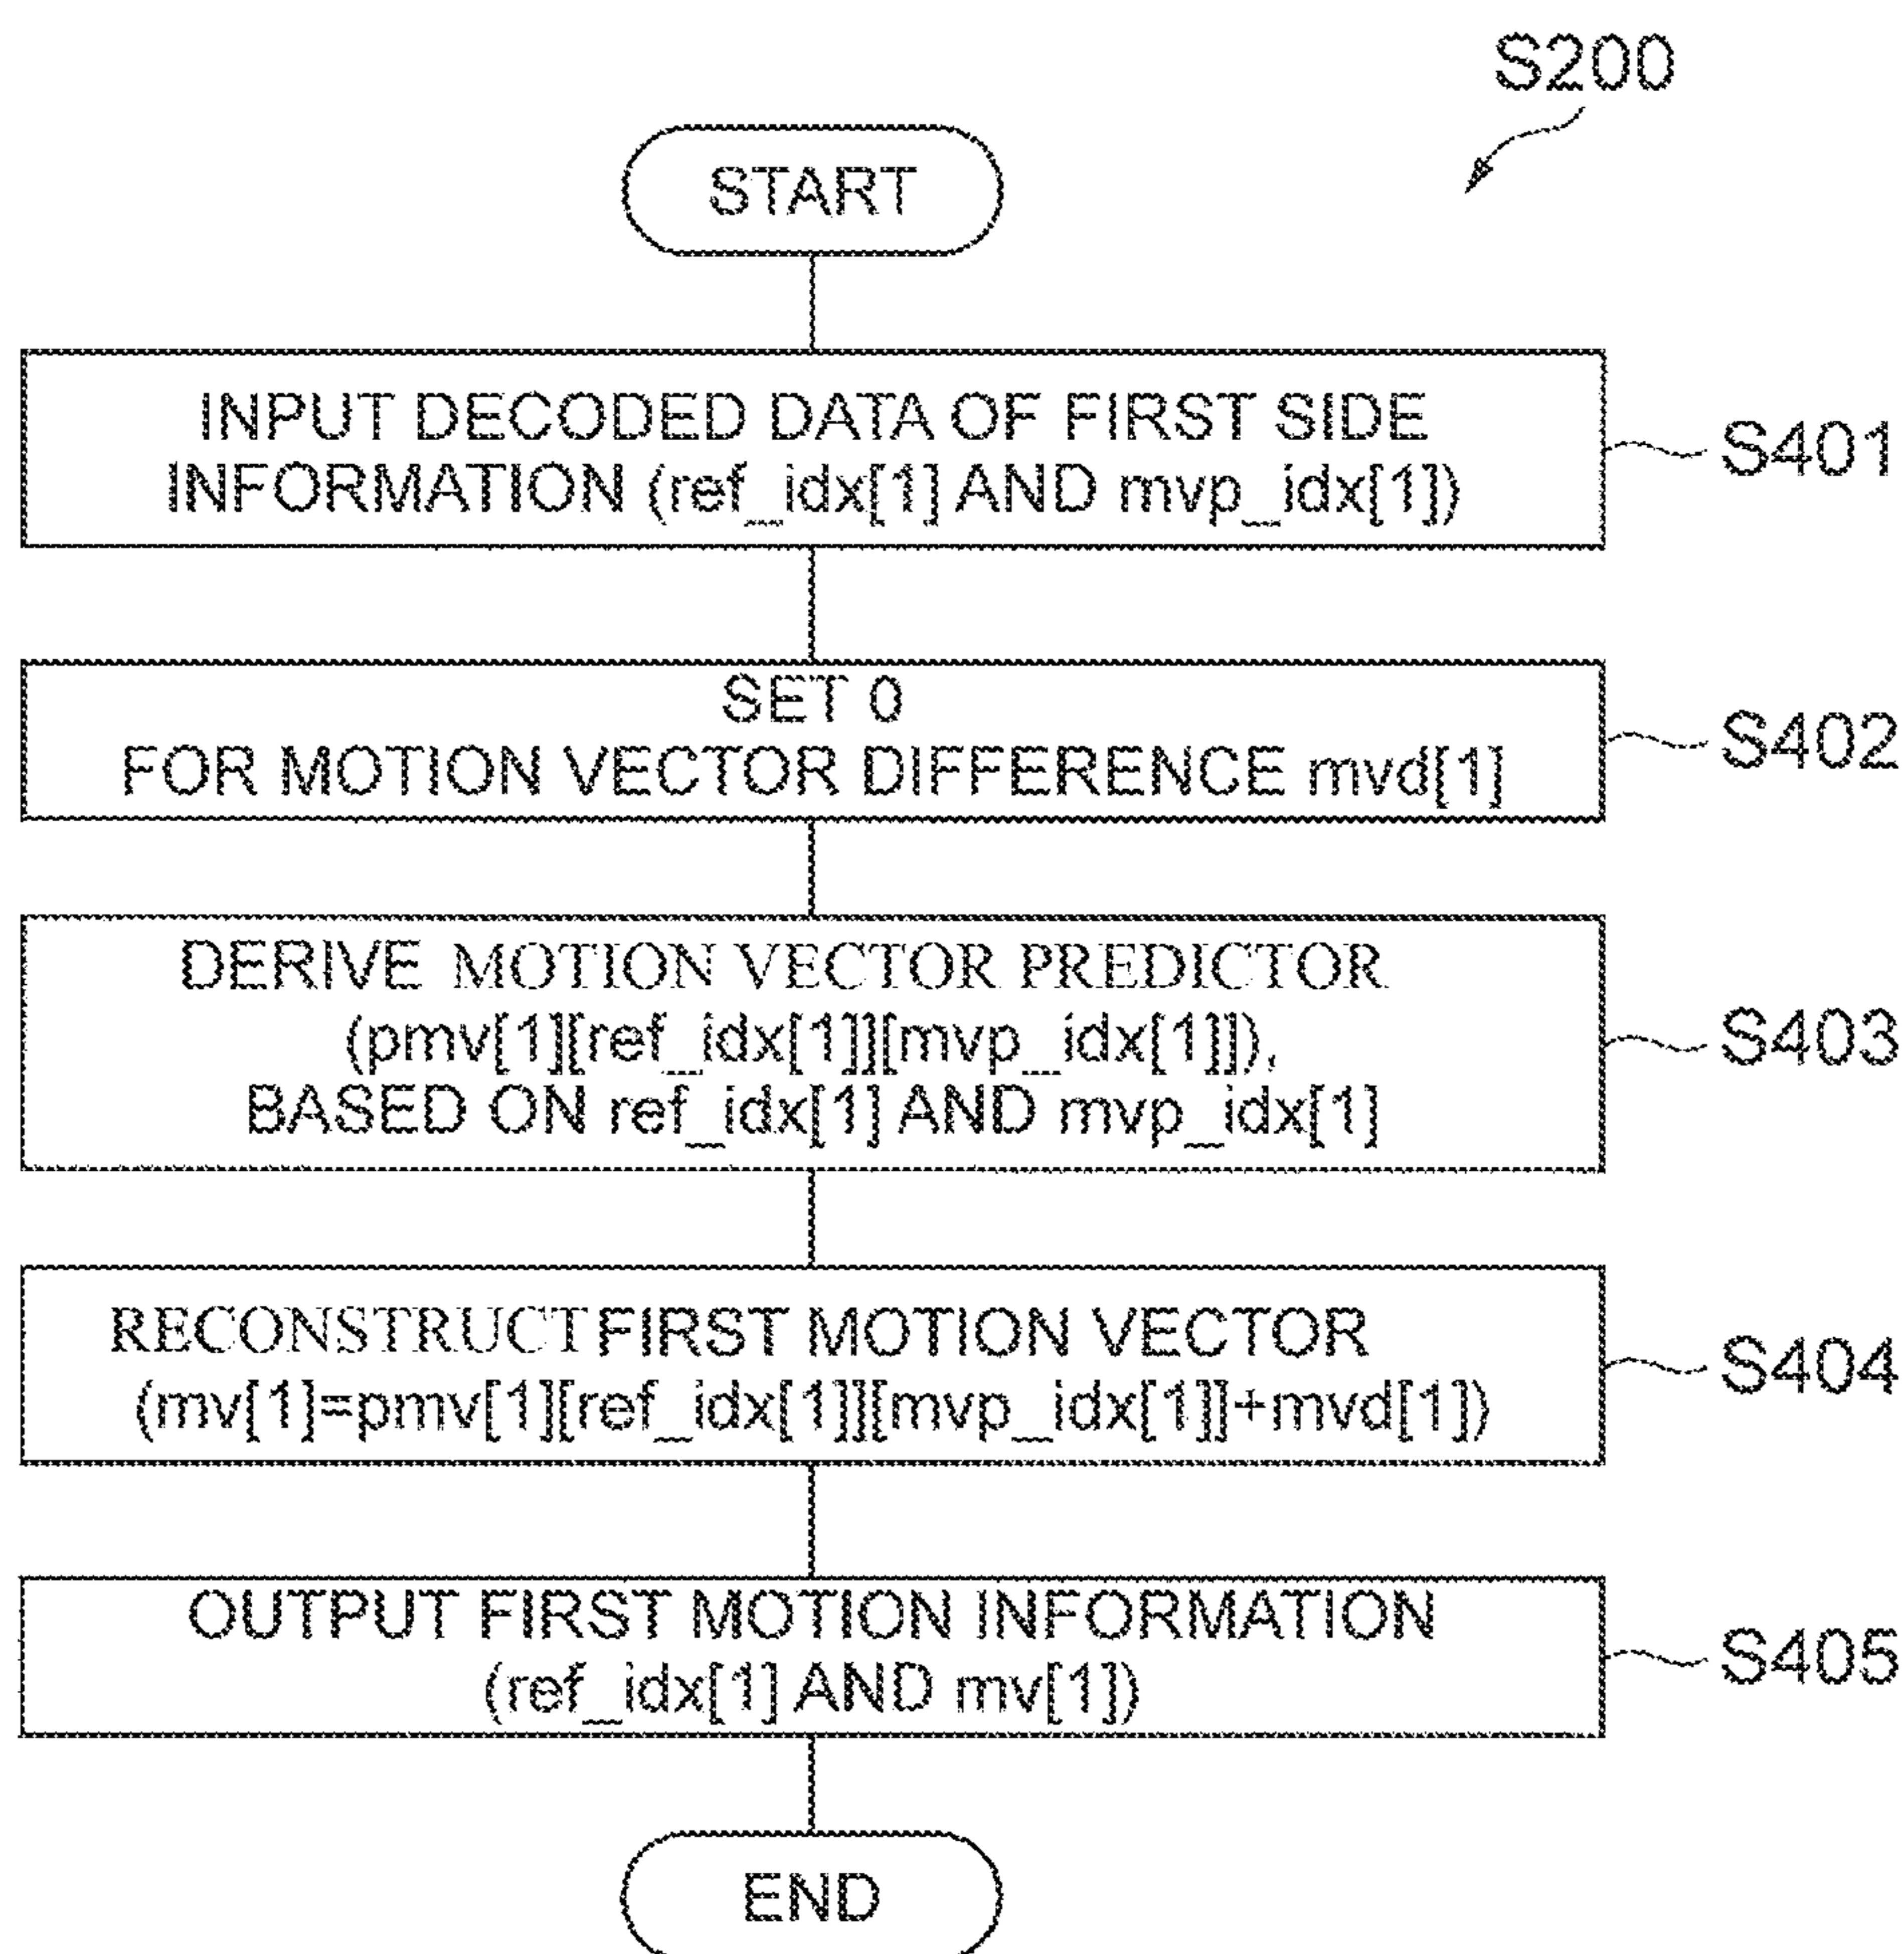 S200
START
INPUT DECODED DATA OF FIRST SIDE
INFORMATION (ref_idx[1] AND mvp_idx[1])
S401
SET 0
FOR MOTION VECTOR DIFFERENCE mvd[1]
S402
DERIVE MOTION VECTOR PREDICTOR
(pmv[1][ref_idx[1]][mvp_idx[1]]),
BASED ON ref_idx[1] AND mvp_idx[1]
S403
RECONSTRUCT FIRST MOTION VECTOR
(mv[1]=pmv[1][ref_idx[1]][mvp_idx[1]]+mvd[1])
S404
OUTPUT FIRST MOTION INFORMATION
(ref_idx[1] AND mv[1])
S405
END